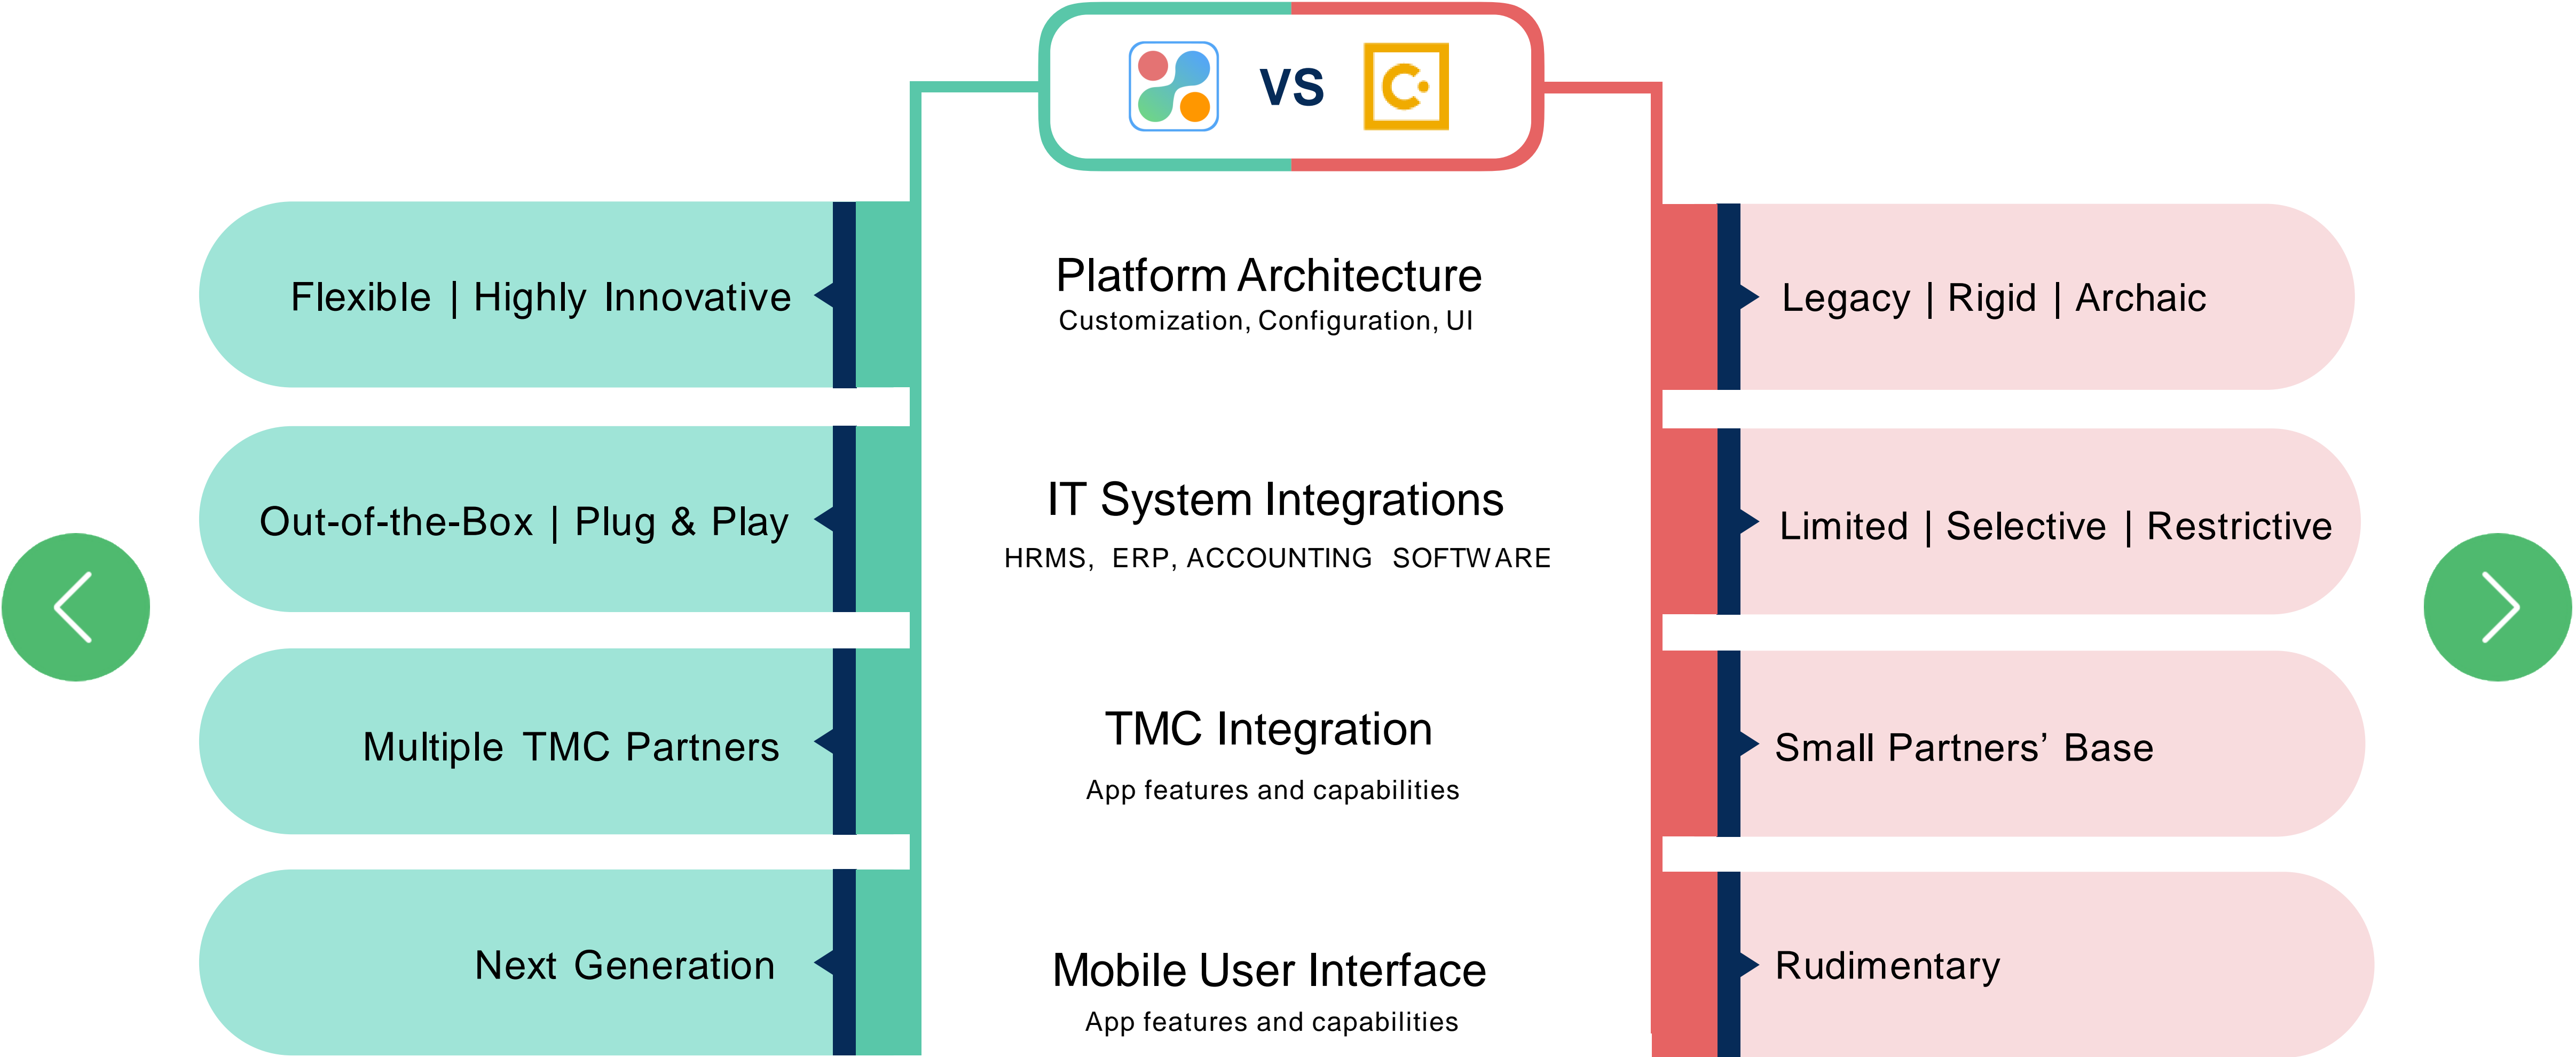 VS
Flexible | Highly Innovative
Platform Architecture
Customization, Configuration, UI
Legacy | Rigid | Archaic
Out-of-the-Box | Plug & Play
IT System Integrations
HRMS, ERP, ACCOUNTING SOFTWARE
Limited | Selective | Restrictive
Multiple TMC Partners
TMC Integration
App features and capabilities
Small Partners’ Base
Next Generation
Mobile User Interface
App features and capabilities
Rudimentary